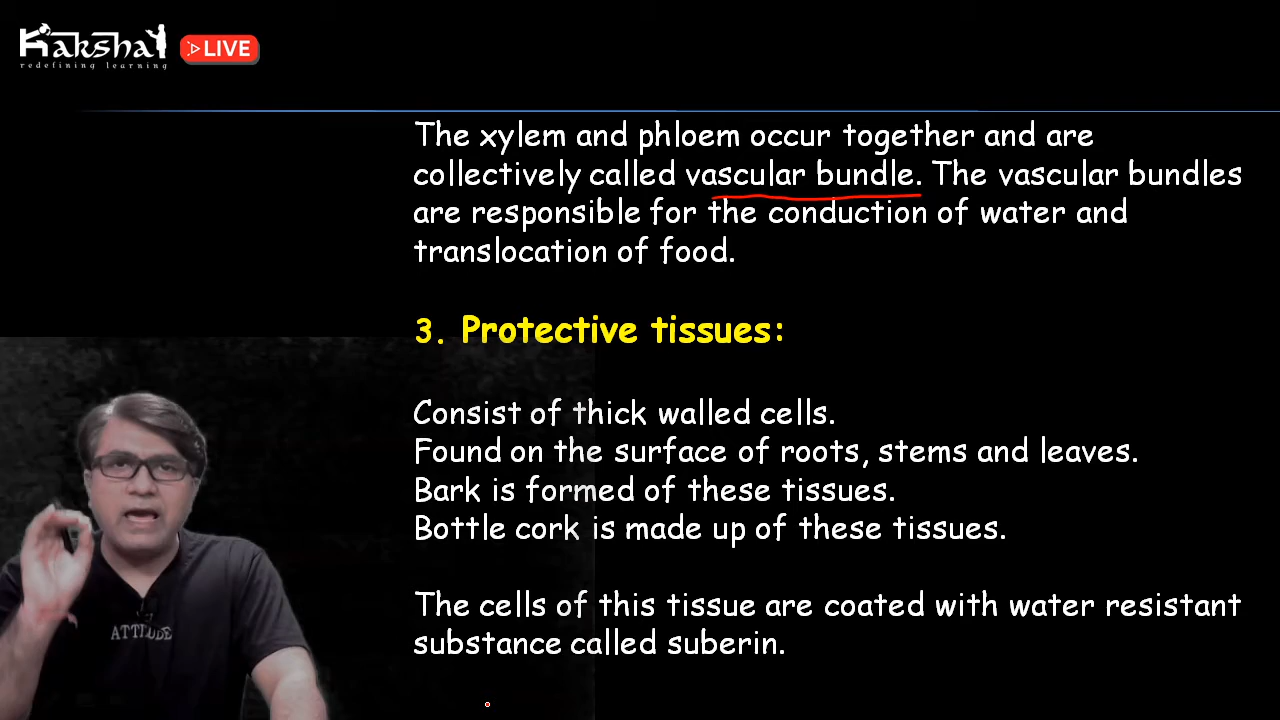 Kaksha
LIVE
redefining learning
The xylem and phloem occur together and are
collectively called vascular bundle. The vascular bundles
are responsible for the conduction of water and
translocation of food.
3. Protective tissues:
Consist of thick walled cells.
Found on the surface of roots, stems and leaves.
Bark is formed of these tissues.
Bottle cork is made up of these tissues.
The cells of this tissue are coated with water resistant
substance called suberin.
ATTITUDE